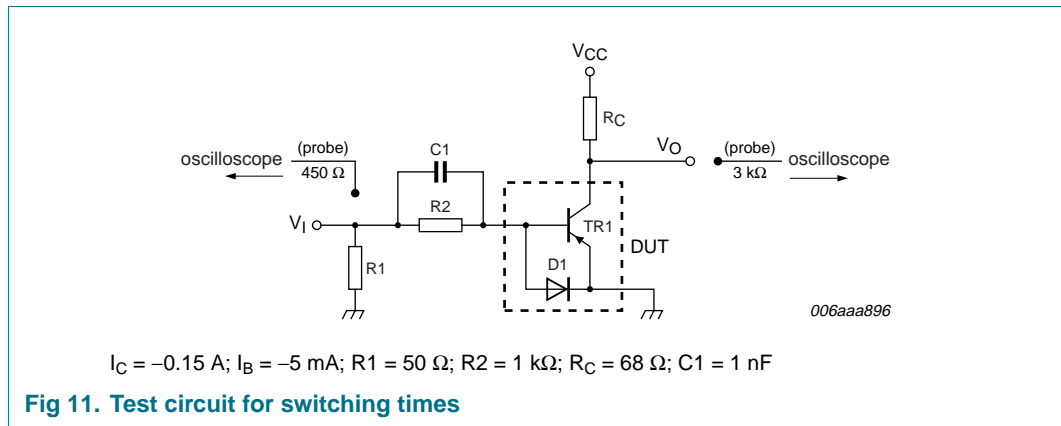 VCC
RC
VO
(probe)
450 Ω
oscilloscope
C1
R2
VI
R1
TR1
D1
DUT
(probe)
3 kΩ
oscilloscope
006aaa896
IC = −0.15 A; IB = −5 mA; R1 = 50 Ω; R2 = 1 kΩ; RC = 68 Ω; C1 = 1 nF
Fig 11. Test circuit for switching times